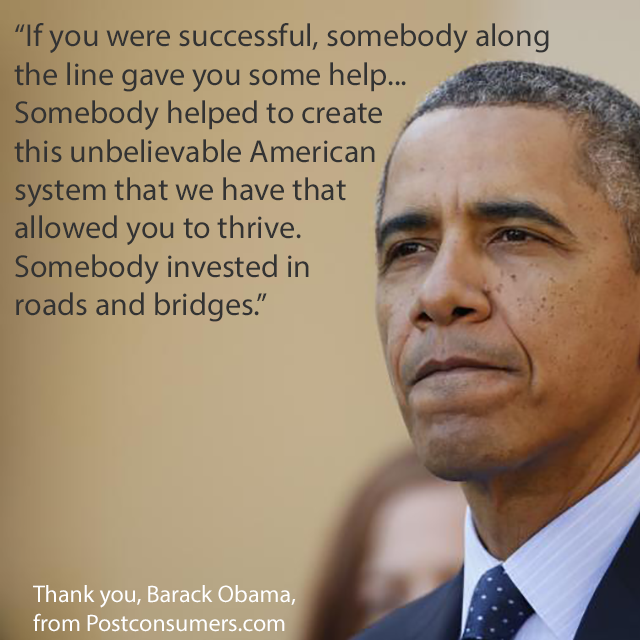 “If you were successful, somebody along
the line gave you some help...
Somebody helped to create
this unbelievable American
system that we have that
allowed you to thrive.
Somebody invested in
roads and bridges.”
Thank you, Barack Obama,
from Postconsumers.com